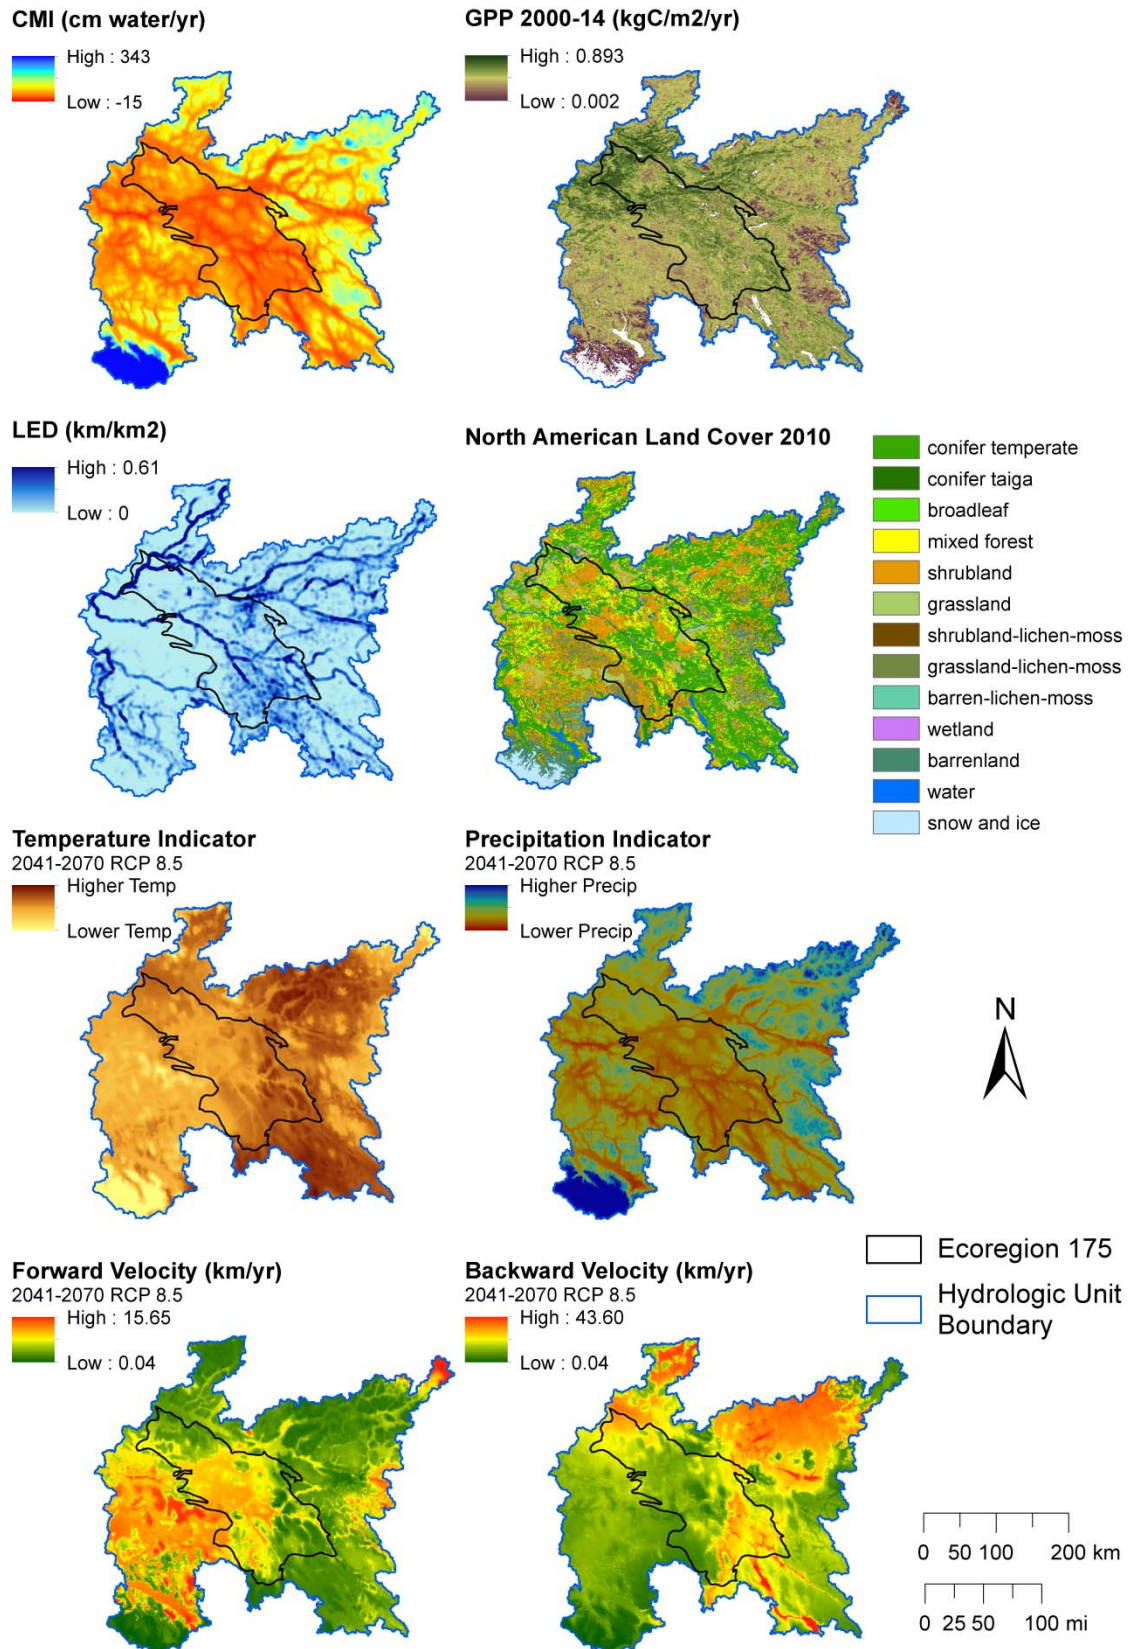 CMI (cm water/yr)
High : 343
Low : -15
GPP 2000-14 (kgC/m2/yr)
High : 0.893
Low : 0.002
LED (km/km2)
High : 0.61
Low : 0
North American Land Cover 2010
conifer temperate
conifer taiga
broadleaf
mixed forest
shrubland
grassland
shrubland-lichen-moss
grassland-lichen-moss
barren-lichen-moss
wetland
barrenland
water
snow and ice
Temperature Indicator
2041-2070 RCP 8.5
Higher Temp
Lower Temp
Precipitation Indicator
2041-2070 RCP 8.5
Higher Precip
Lower Precip
N
Ecoregion 175
Hydrologic Unit
Boundary
Forward Velocity (km/yr)
2041-2070 RCP 8.5
High : 15.65
Low : 0.04
Backward Velocity (km/yr)
2041-2070 RCP 8.5
High : 43.60
Low : 0.04
0 50 100 200 km
0 25 50 100 mi